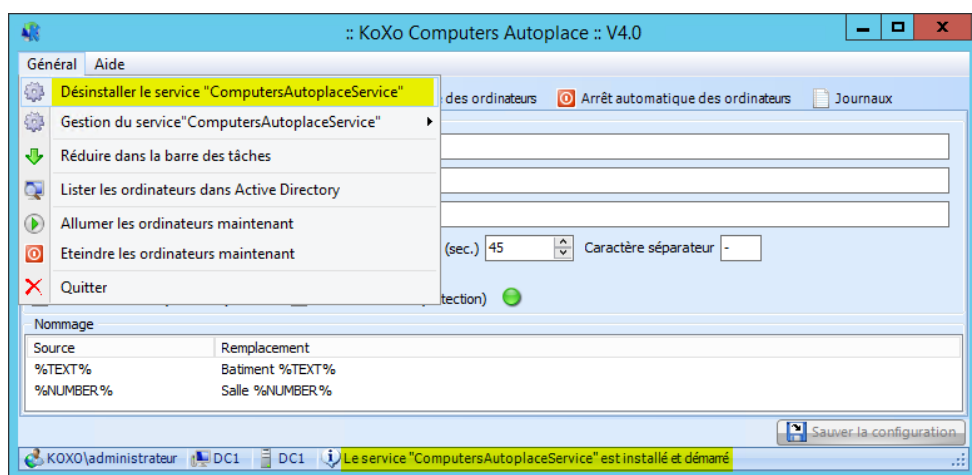 :: KoXo Computers Autoplace :: V4.0
Général Aide
Désinstaller le service "ComputersAutoplaceService"
des ordinateurs Arrêt automatique des ordinateurs Journaux
Gestion du service"ComputersAutoplaceService"
Réduire dans la barre des tâches
Lister les ordinateurs dans Active Directory
Allumer les ordinateurs maintenant
Eteindre les ordinateurs maintenant
(sec.) 45 Caractère séparateur -
Quitter
tection)
Nommage
Source Remplacement
%TEXT% Batiment %TEXT%
%NUMBER% Salle %NUMBER%
Sauver la configuration
KOXO\administrateur DC1 DC1 Le service "ComputersAutoplaceService" est installé et démarré